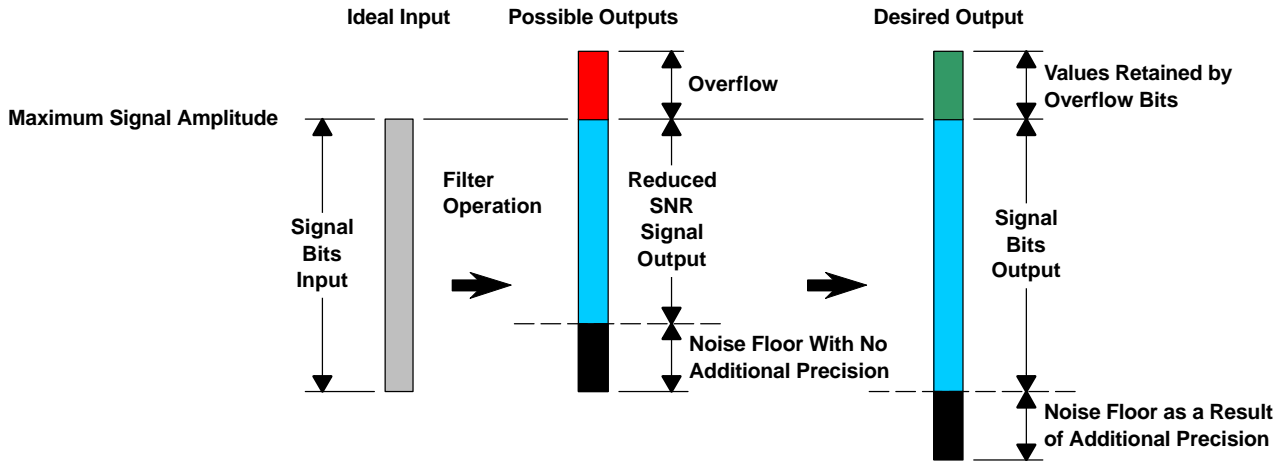 Ideal Input
Possible Outputs
Desired Output
Overflow
Values Retained by
Overflow Bits
Maximum Signal Amplitude
Filter
Operation
Signal
Bits
Input
Reduced
SNR
Signal
Output
Signal
Bits
Output
Noise Floor With No
Additional Precision
Noise Floor as a Result
of Additional Precision